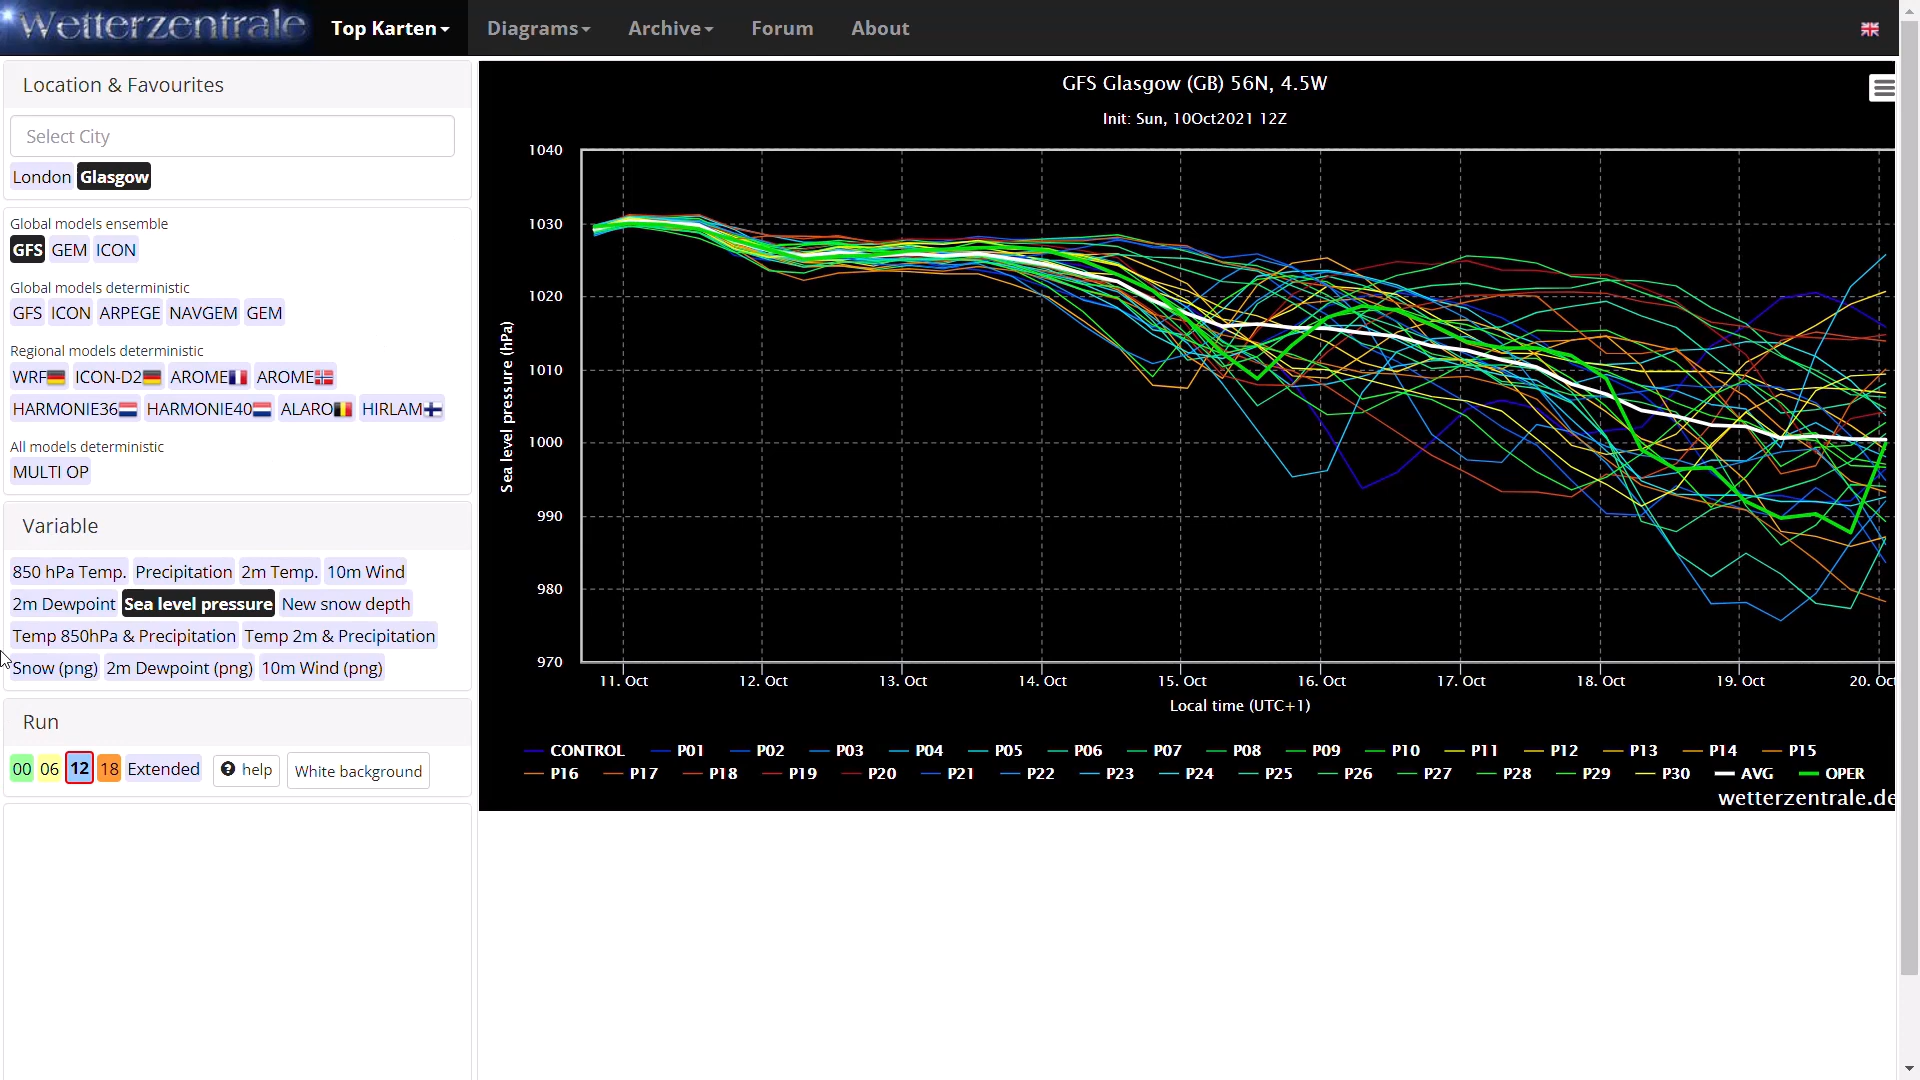 Wetterzentrale Top Karten Diagrams Archive Forum About
Location & Favourites
Select City
London Glasgow
Global models ensemble
GFS GEM ICON
Global models deterministic
GFS ICON ARPEGE NAVGEM GEM
Regional models deterministic
WRF ICON-D2 AROME AROME
HARMONIE36 HARMONIE40 ALARO HIRLAM
All models deterministic
MULTI OP
Variable
850 hPa Temp. Precipitation 2m Temp. 10m Wind
2m Dewpoint Sea level pressure New snow depth
Temp 850hPa & Precipitation Temp 2m & Precipitation
Snow (png) 2m Dewpoint (png) 10m Wind (png)
Run
00 06 12 18 Extended help White background
GFS Glasgow (GB) 56N, 4.5W
Init: Sun, 10Oct2021 12Z
Sea level pressure (hPa)
1040
1030
1020
1010
1000
990
980
970
11. Oct 12. Oct 13. Oct 14. Oct 15. Oct 16. Oct 17. Oct 18. Oct 19. Oct 20. Oct
Local time (UTC+1)
CONTROL P01 P02 P03 P04 P05 P06 P07 P08 P09 P10 P11 P12 P13 P14 P15
P16 P17 P18 P19 P20 P21 P22 P23 P24 P25 P26 P27 P28 P29 P30 AVG OPER
wetterzentrale.de